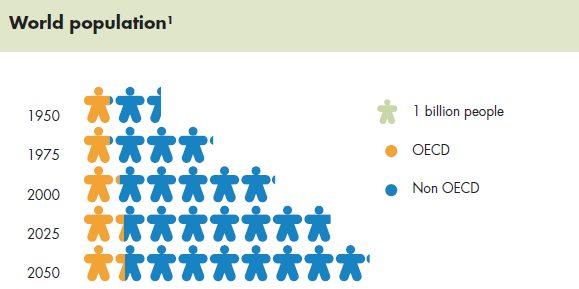 World population¹
1950
1975
2000
2025
2050
1 billion people
OECD
Non OECD